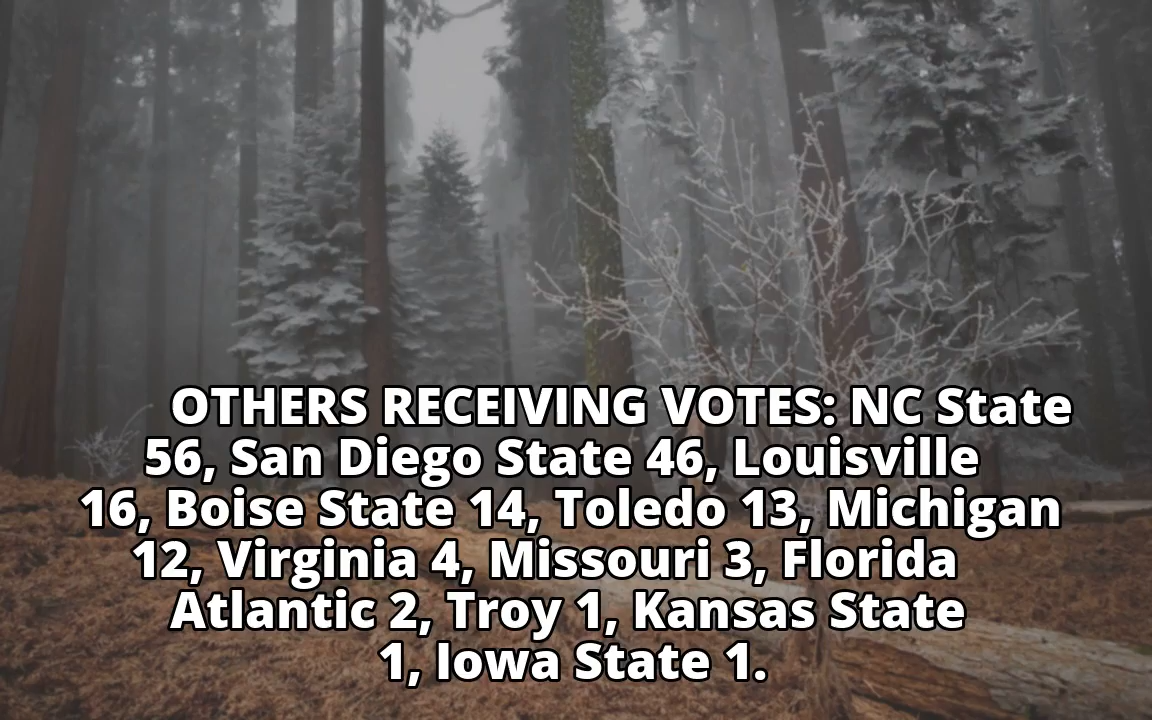 OTHERS RECEIVING VOTES: NC State
56, San Diego State 46, Louisville
16, Boise State 14, Toledo 13, Michigan
12, Virginia 4, Missouri 3, Florida
Atlantic 2, Troy 1, Kansas State
1, Iowa State 1.